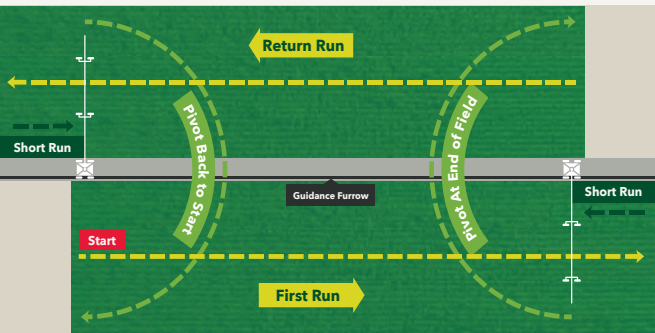 Return Run
Pivot Back to Start
Pivot At End of Field
Short Run
Guidance Furrow
Short Run
Start
First Run